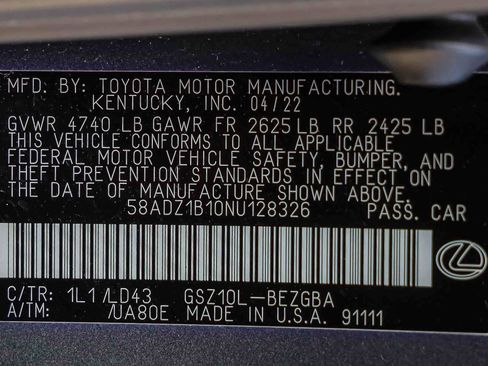 MFD. BY: TOYOTA MOTOR MANUFACTURING.
KENTUCKY, INC. 04/22
GVWR 4740 LB GAWR FR 2625 LB RR 2425 LB
THIS VEHICLE CONFORMS TO ALL APPLICABLE
FEDERAL MOTOR VEHICLE SAFETY, BUMPER, AND
THEFT PREVENTION STANDARDS IN EFFECT ON
THE DATE OF MANUFACTURE SHOWN ABOVE.
58ADZ1B10NU128326 PASS. CAR
C/TR: 1L1/LD43 GSZ10L-BEZGBA
A/TM: /UA80E MADE IN U.S.A. 91111